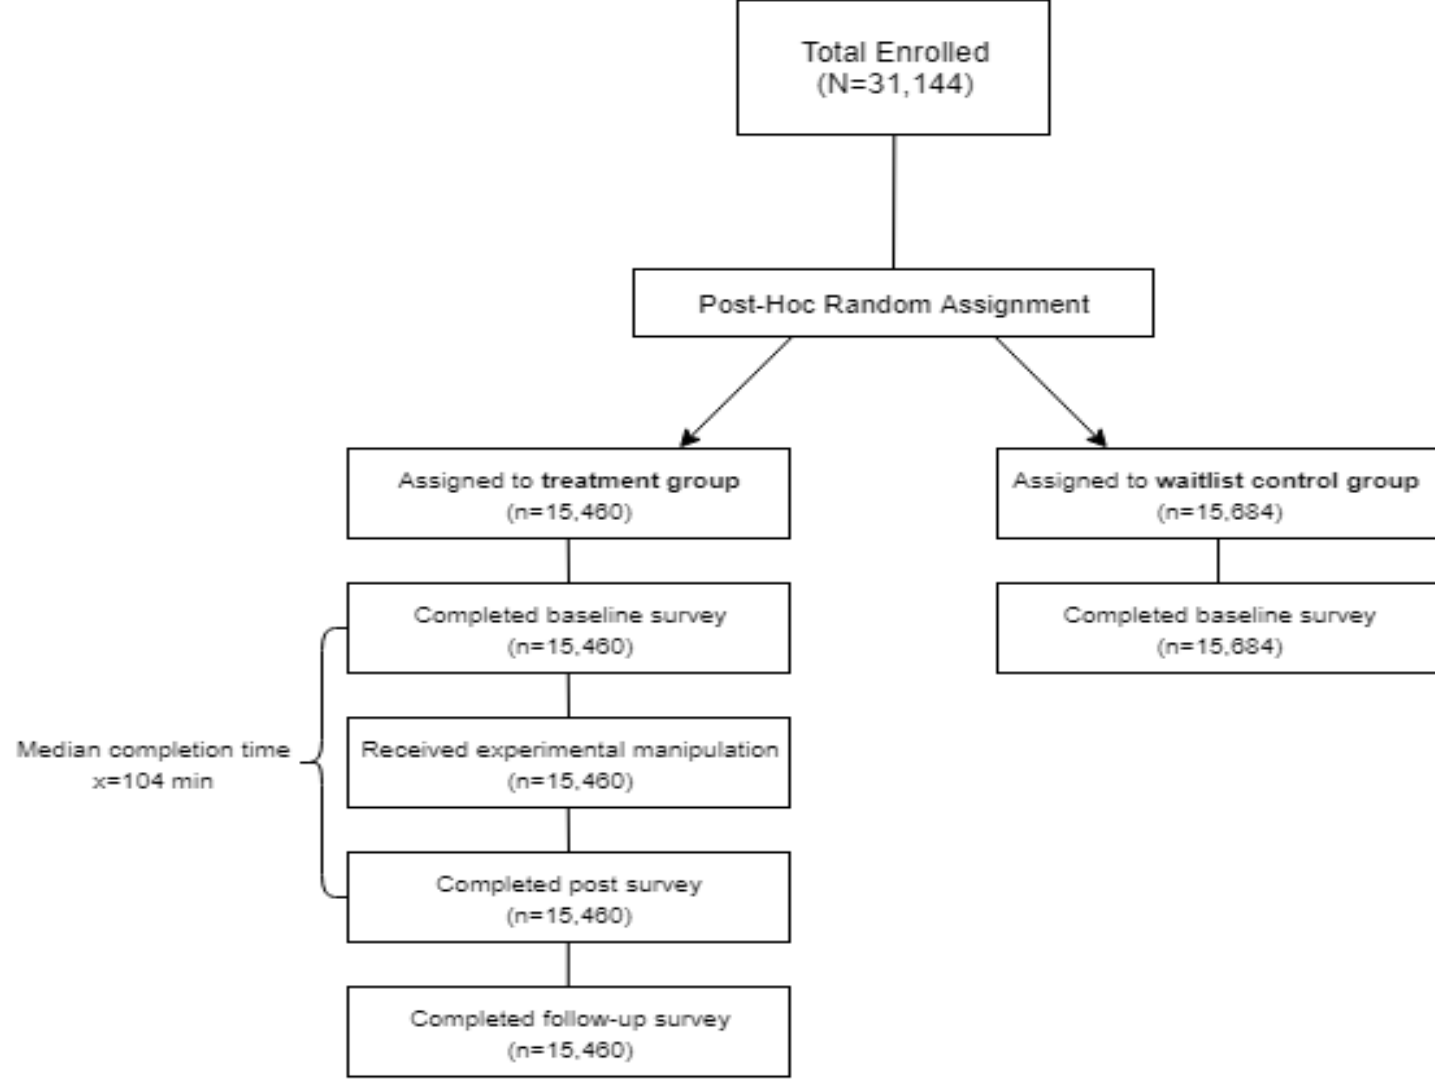 Total Enrolled
(N=31,144)
Post-Hoc Random Assignment
Assigned to treatment group
(n=15,460)
Assigned to waitlist control group
(n=15,684)
Completed baseline survey
(n=15,460)
Completed baseline survey
(n=15,684)
Median completion time
x=104 min
Received experimental manipulation
(n=15,460)
Completed post survey
(n=15,460)
Completed follow-up survey
(n=15,460)